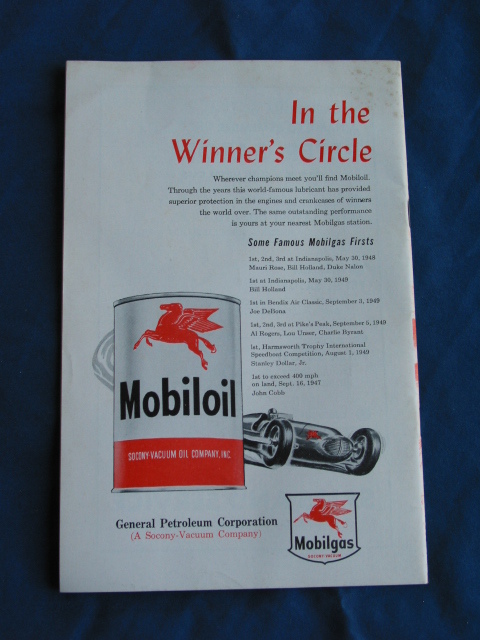 In the
Winner's Circle
Wherever champions meet you'll find Mobiloil.
Through the years this world-famous lubricant has provided
superior protection in the engines and crankcases of winners
the world over. The same outstanding performance
is yours at your nearest Mobilgas station.
Some Famous Mobilgas Firsts
1st, 2nd, 3rd at Indianapolis, May 30, 1948
Mauri Rose, Bill Holland, Duke Nalon
1st at Indianapolis, May 30, 1949
Bill Holland
1st in Bendix Air Classic, September 3, 1949
Joe DeBona
1st, 2nd, 3rd at Pike's Peak, September 5, 1949
Al Rogers, Lou Unser, Charlie Bryant
1st, Harmsworth Trophy International
Speedboat Competition, August 1, 1949
Stanley Dollar, Jr.
1st to exceed 400 mph
on land, Sept. 16, 1947
John Cobb
Mobiloil
SOCONY-VACUUM OIL COMPANY, INC.
General Petroleum Corporation
(A Socony-Vacuum Company)
Mobilgas
SOCONY-VACUUM